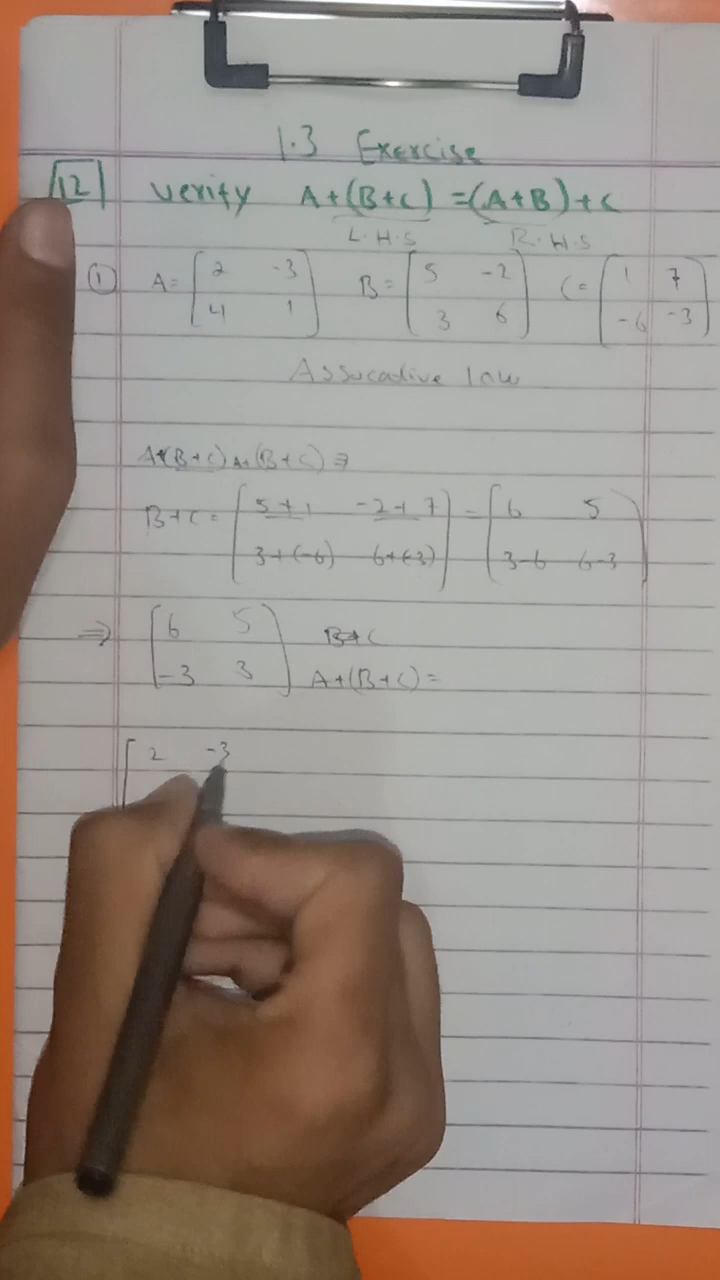 1.3 Exercise
12 verify A+(B+C) =(A+B)+C
L.H.S R.H.S
① A= [ 2 -3 B= [ 5 -2 C= [ 1 7
4 1 ] 3 6 ] -6 -3 ]
Assocadive law
A+(B+C) A+(B+C) ⇒
B+C= [ 5+1 -2+7 ] = [ 6 5
3+(-6) 6+(-3) 3-6 6-3 ]
⇒ [ 6 5 ] B+C
-3 3 A+(B+C) =
[ 2 -3